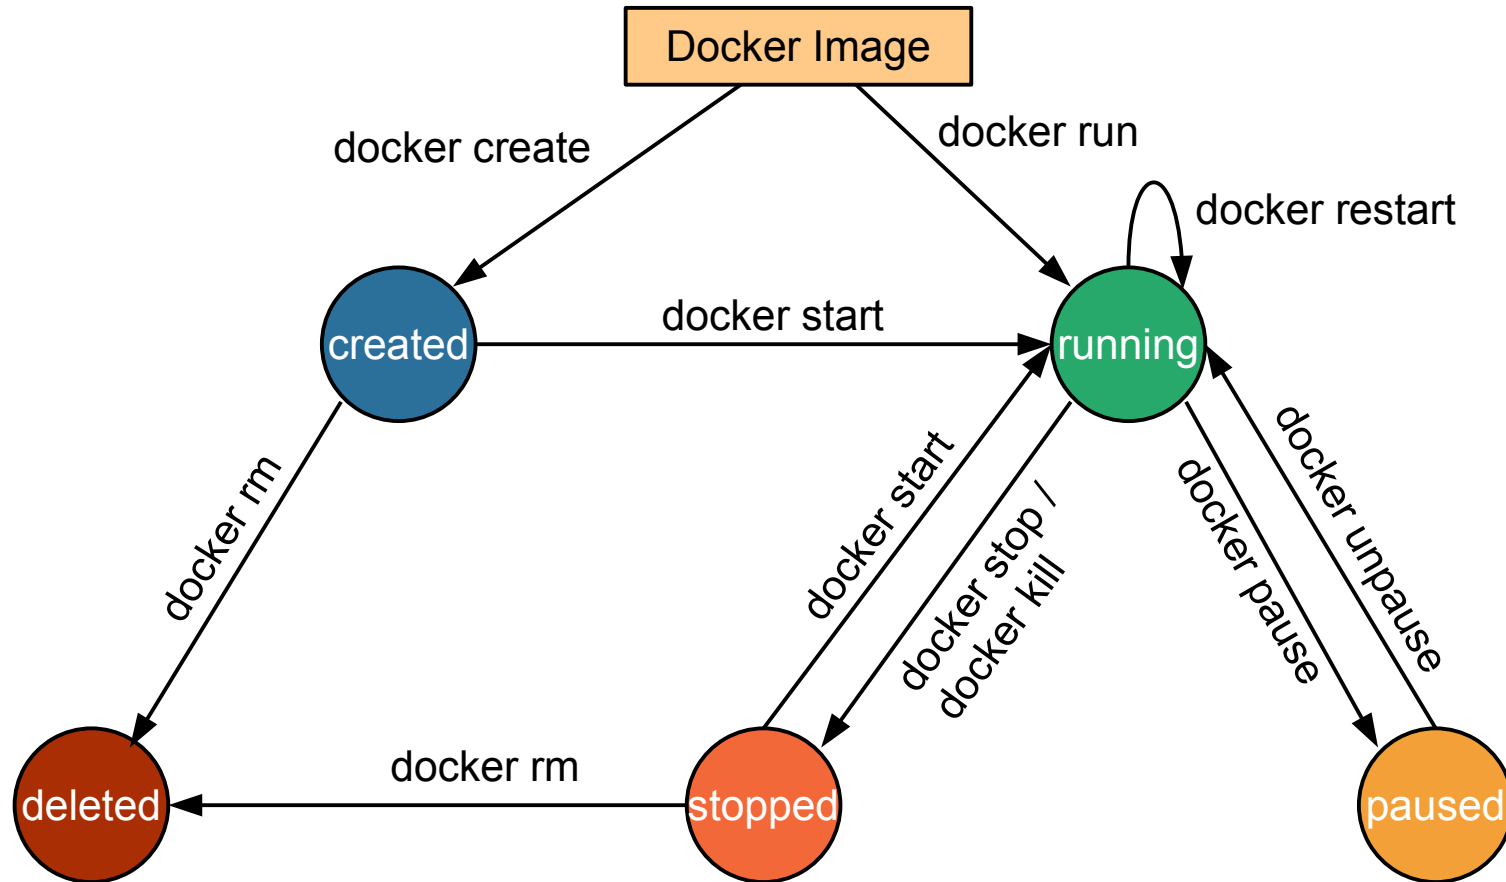 Docker Image
docker create
docker run
docker restart
created
docker start
running
docker rm
docker start
docker stop /
docker kill
docker pause
docker unpause
deleted
docker rm
stopped
paused